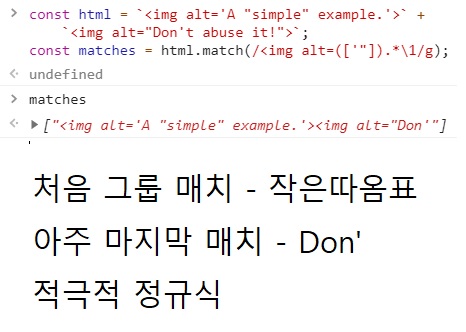 > const html = `<img alt='A "simple" example.'>` +
`<img alt="Don't abuse it!">`;
const matches = html.match(/<img alt=(['"]).*\1/g);
undefined
> matches
["<img alt='A "simple" example.'><img alt="Don'"]
처음 그룹 매치 - 작은따옴표
아주 마지막 매치 - Don'
적극적 정규식